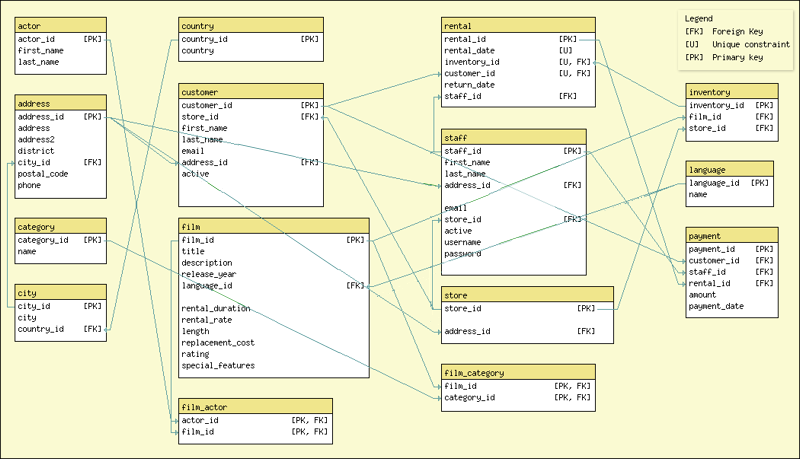 actor
actor_id [PK]
first_name
last_name
address
address_id [PK]
address
address2
district
city_id [FK]
postal_code
phone
category
category_id [PK]
name
city
city_id [PK]
city
country_id [FK]
country
country_id [PK]
country
customer
customer_id [PK]
store_id [FK]
first_name
last_name
email
address_id [FK]
active
film
film_id [PK]
title
description
release_year
language_id [FK]
rental_duration
rental_rate
length
replacement_cost
rating
special_features
film_actor
actor_id [PK, FK]
film_id [PK, FK]
rental
rental_id [PK]
rental_date [U]
inventory_id [U, FK]
customer_id [U, FK]
return_date
staff_id [FK]
staff
staff_id [PK]
first_name
last_name
address_id [FK]
email
store_id [FK]
active
username
password
store
store_id [PK]
address_id [FK]
film_category
film_id [PK, FK]
category_id [PK, FK]
Legend
[FK] Foreign Key
[U] Unique constraint
[PK] Primary key
inventory
inventory_id [PK]
film_id [FK]
store_id [FK]
language
language_id [PK]
name
payment
payment_id [PK]
customer_id [FK]
staff_id [FK]
rental_id [FK]
amount
payment_date